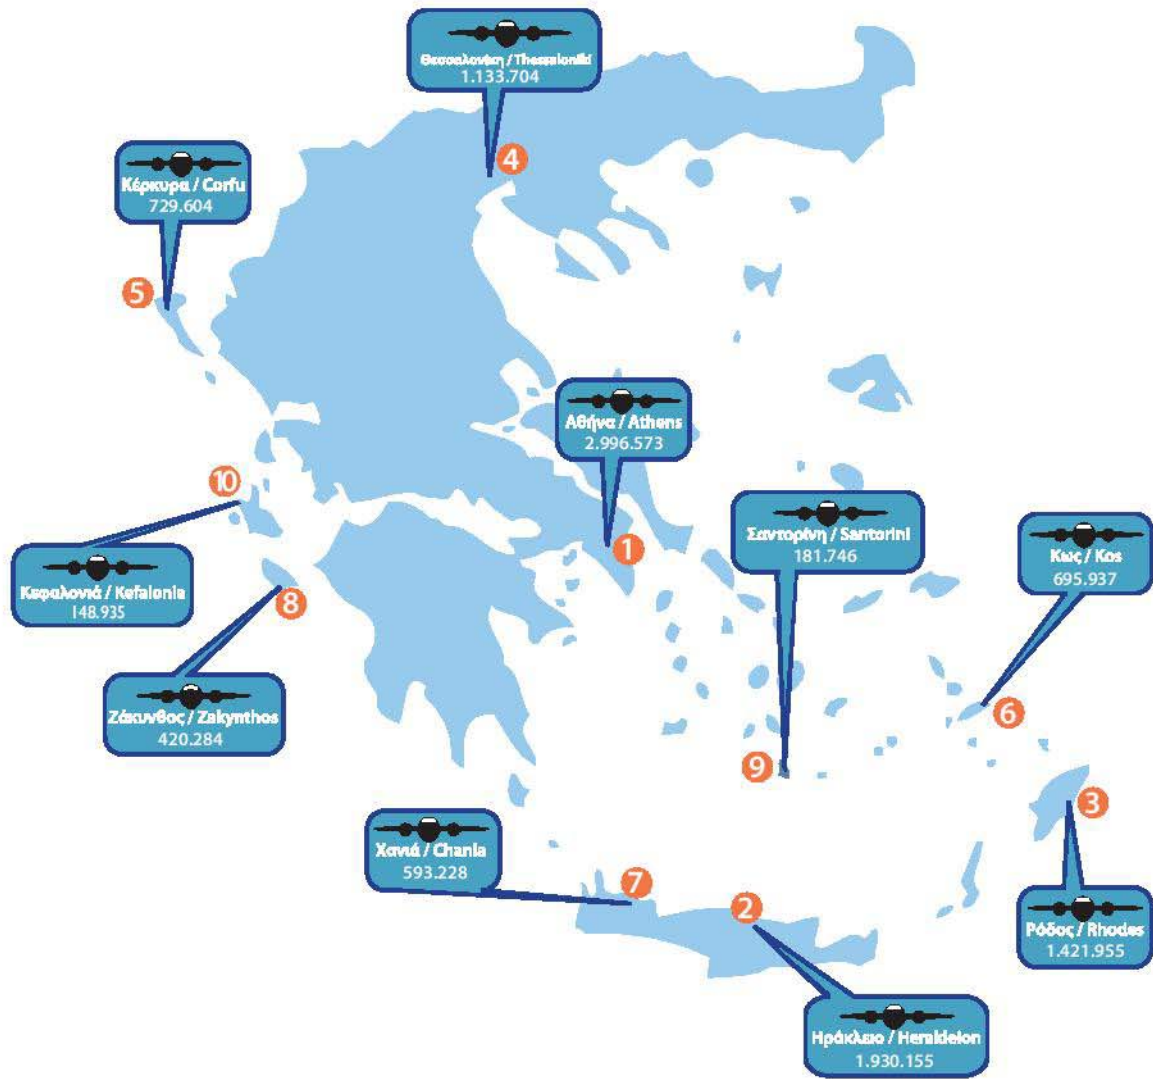 Θεσσαλονίκη / Thessaloniki
1.133.704
4
Κέρκυρα / Corfu
729.604
5
Αθήνα / Athens
2.996.573
1
10
Κεφαλονιά / Kefalonia
148.935
8
Ζάκυνθος / Zakynthos
420.284
Σαντορίνη / Santorini
181.746
9
Κως / Kos
695.937
6
3
Ρόδος / Rhodes
1.421.955
Χανιά / Chania
593.228
7
2
Ηράκλειο / Herakleion
1.930.155